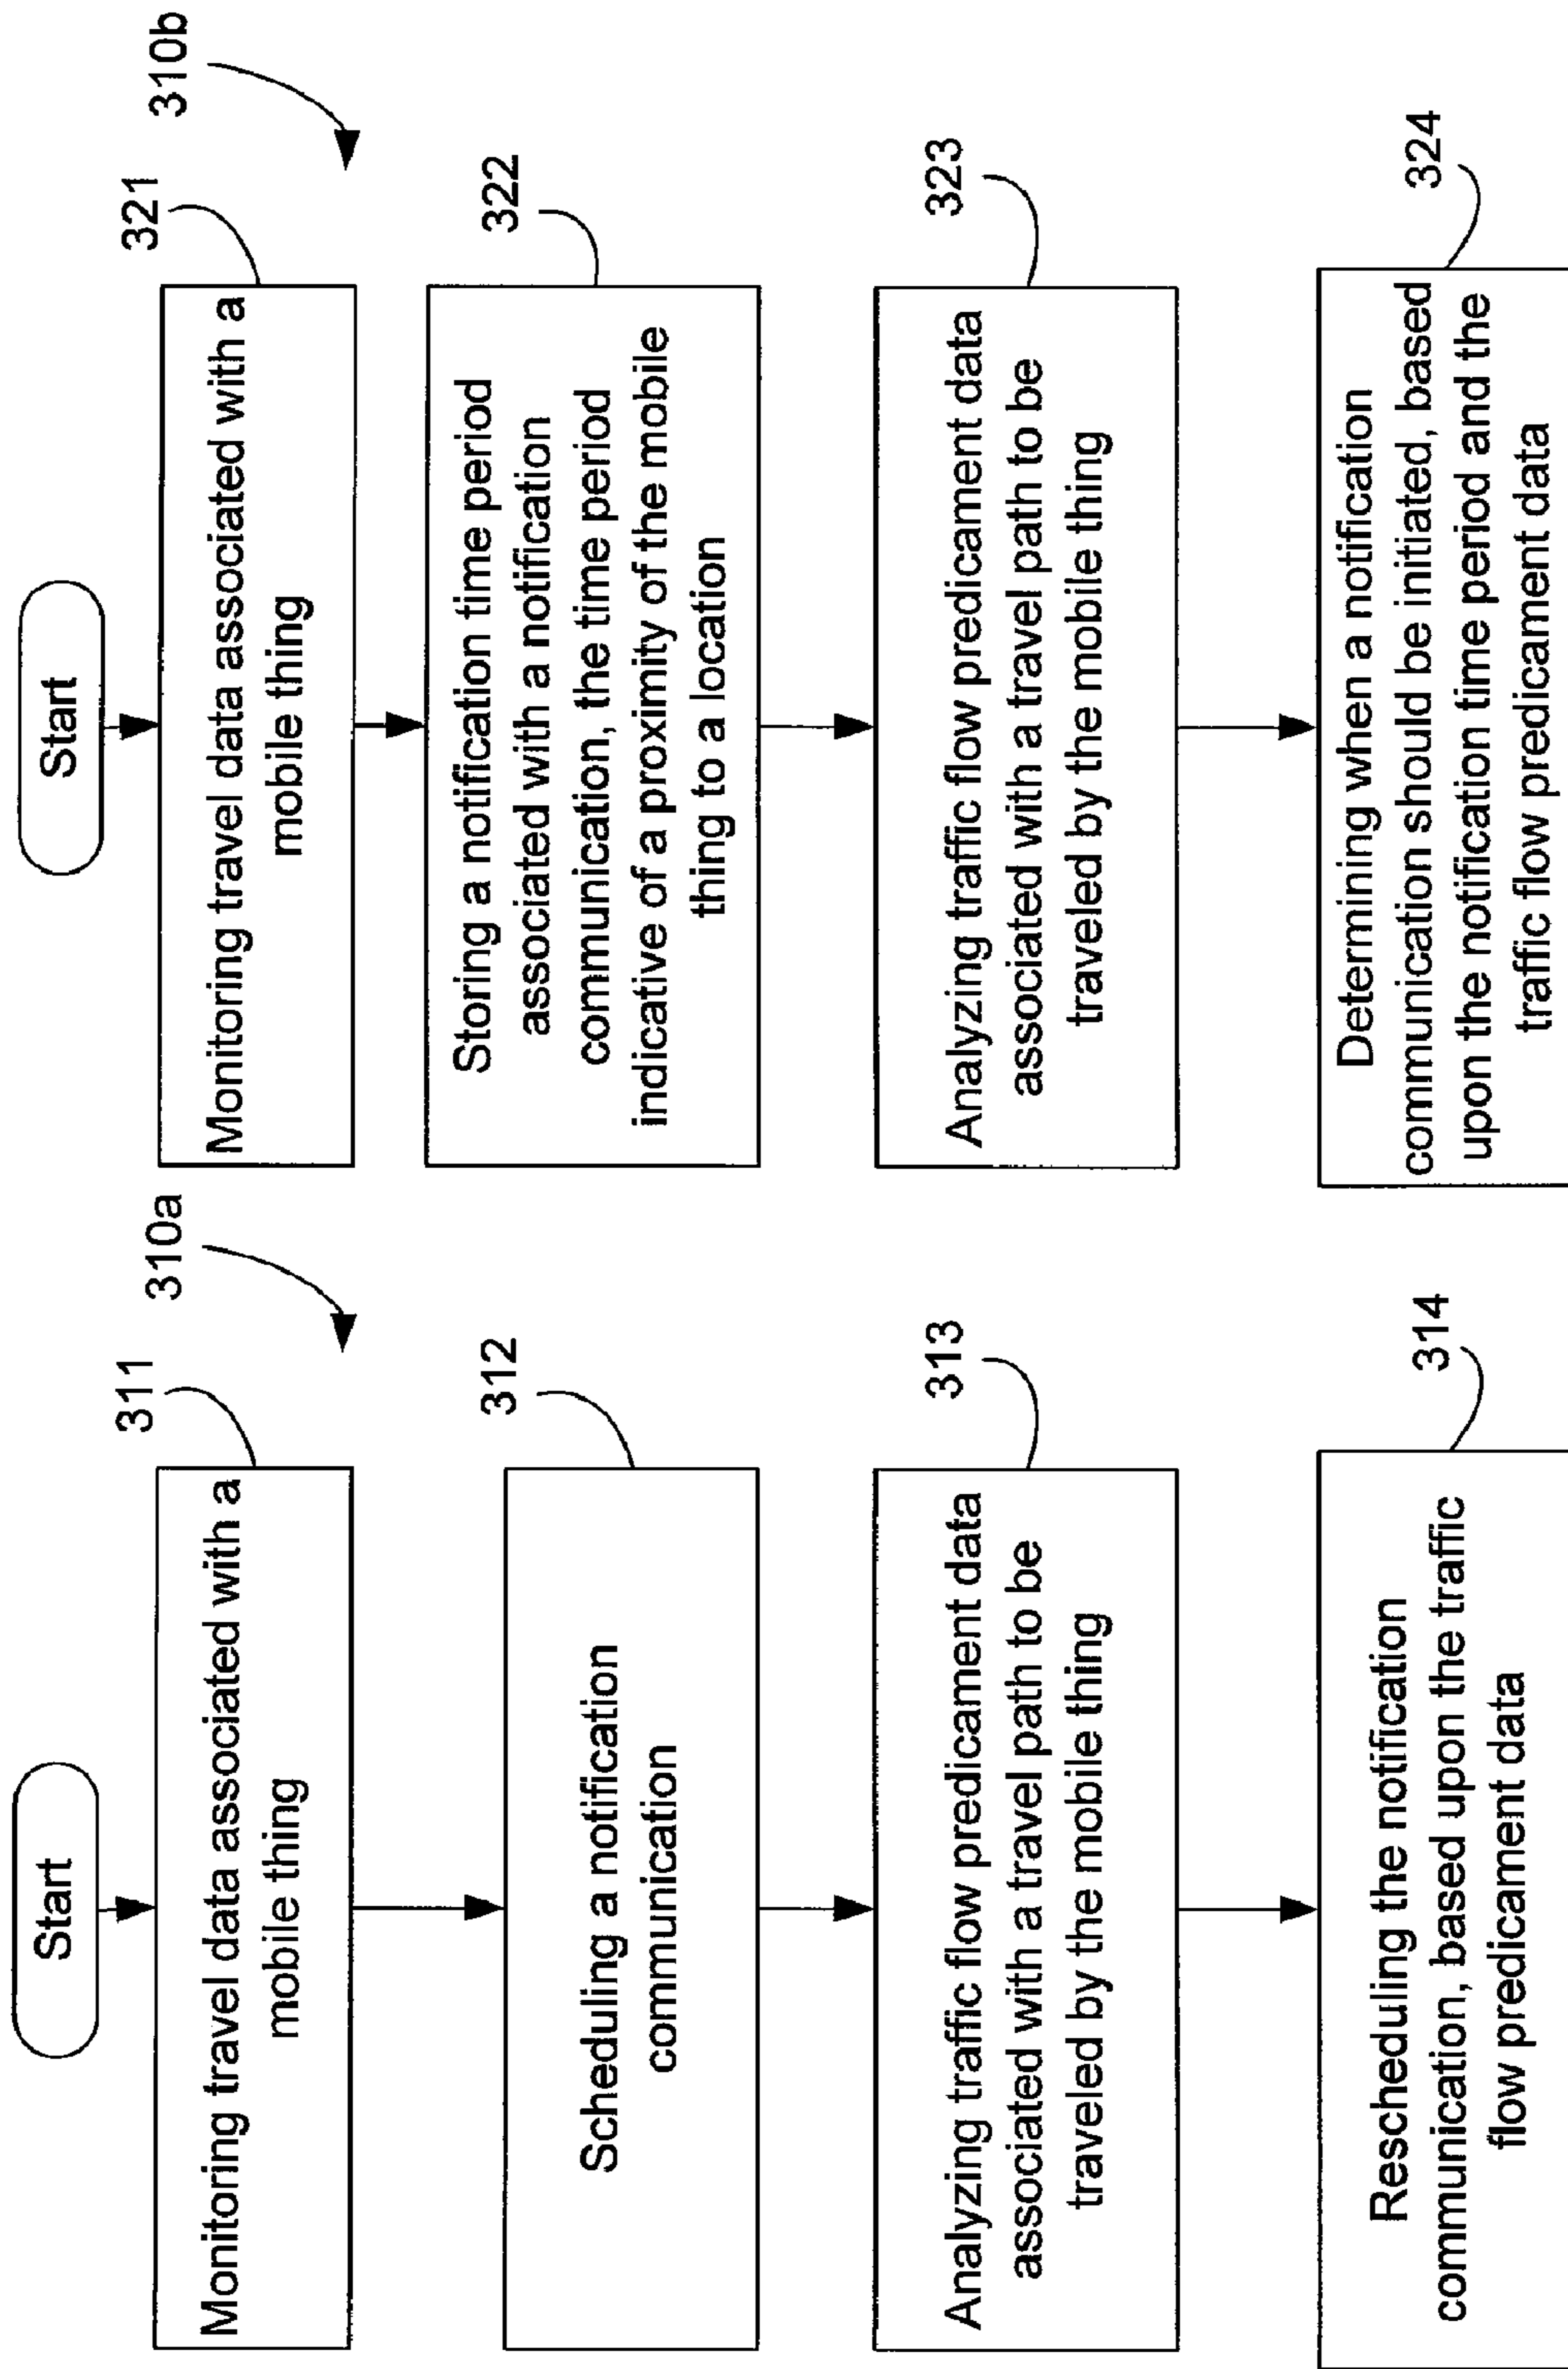 Start
310a
311
Monitoring travel data associated with a
mobile thing
312
Scheduling a notification
communication
313
Analyzing traffic flow predicament data
associated with a travel path to be
traveled by the mobile thing
314
Rescheduling the notification
communication, based upon the traffic
flow predicament data
Start
310b
321
Monitoring travel data associated with a
mobile thing
322
Storing a notification time period
associated with a notification
communication, the time period
indicative of a proximity of the mobile
thing to a location
323
Analyzing traffic flow predicament data
associated with a travel path to be
traveled by the mobile thing
324
Determining when a notification
communication should be initiated, based
upon the notification time period and the
traffic flow predicament data